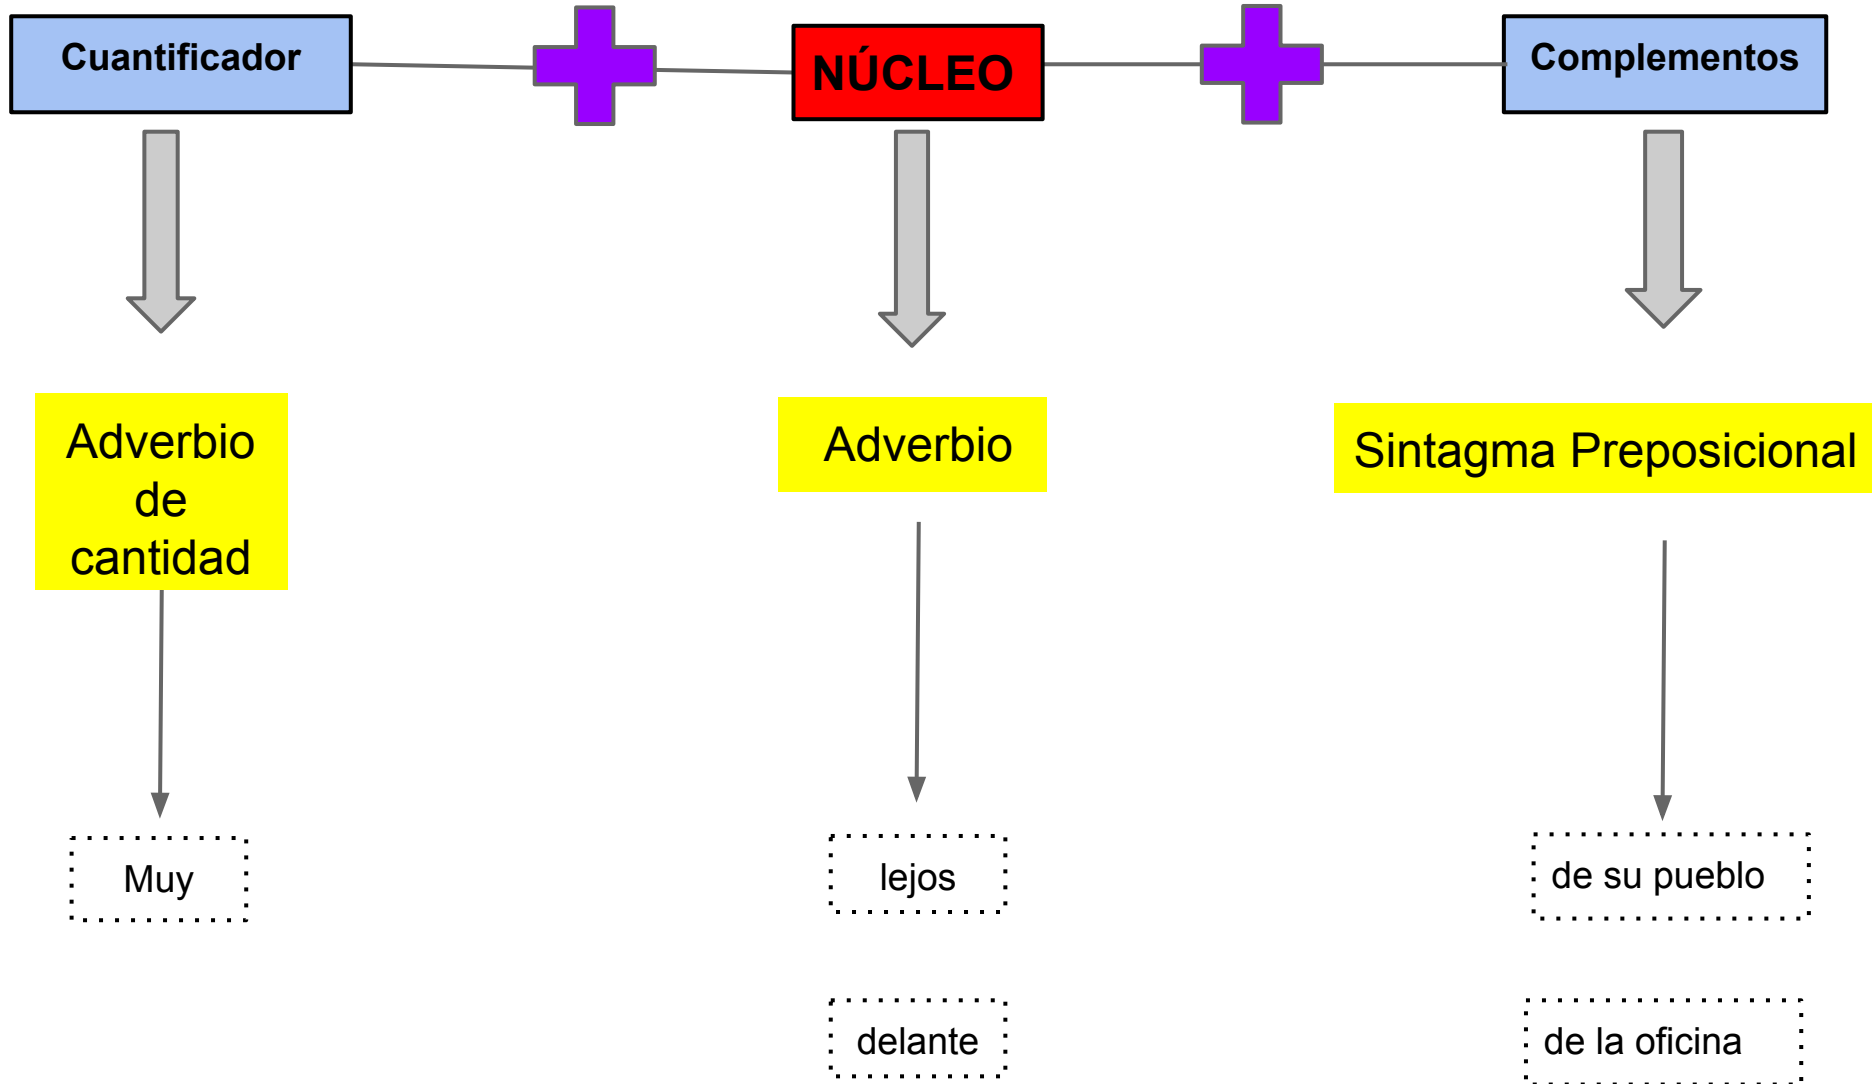 Cuantificador
NÚCLEO
Complementos
Adverbio
de
cantidad
Adverbio
Sintagma Preposicional
Muy
lejos
de su pueblo
delante
de la oficina